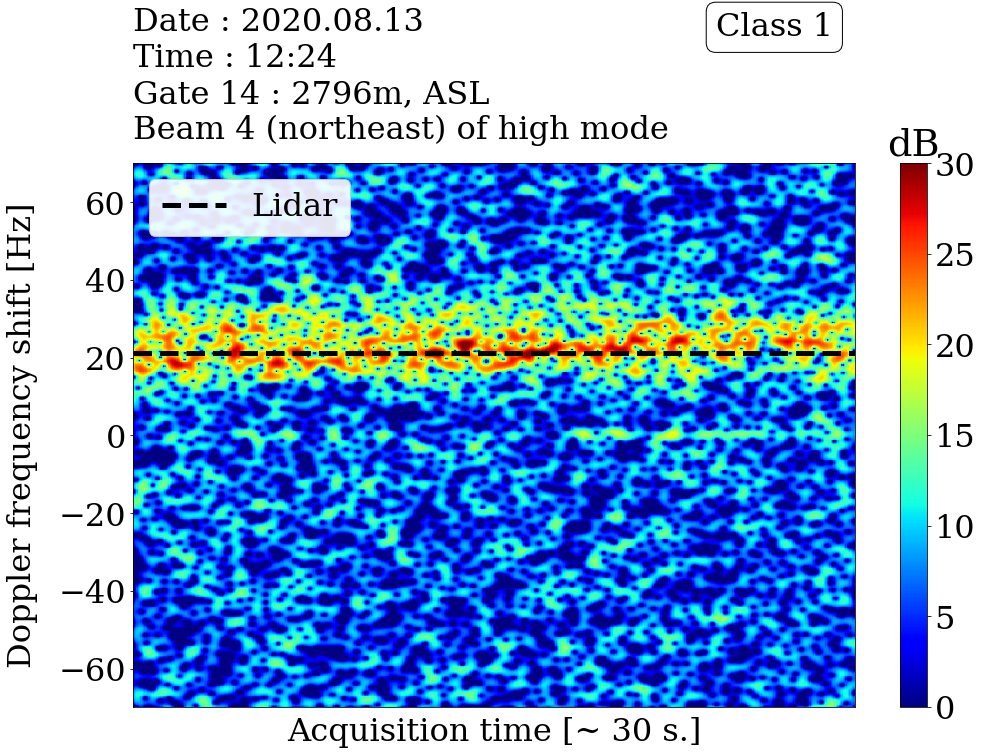 Date : 2020.08.13
Time : 12:24
Gate 14 : 2796m, ASL
Beam 4 (northeast) of high mode
Class 1
dB
Lidar
Doppler frequency shift [Hz]
60
40
20
0
−20
−40
−60
30
25
20
15
10
5
0
Acquisition time [~ 30 s.]